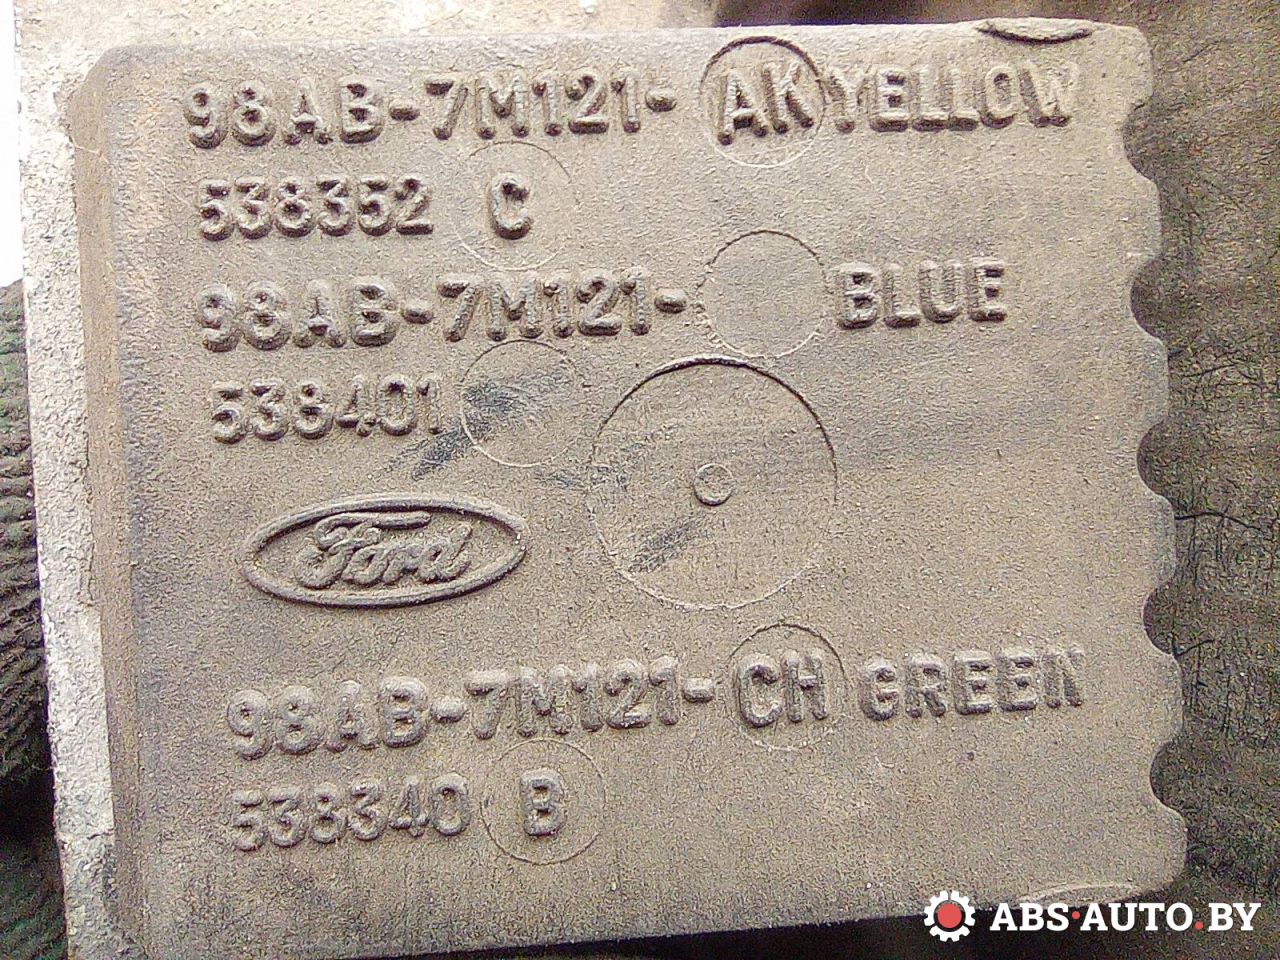 98AB-7M121-AK YELLOW
538352 C
98AB-7M121- BLUE
538401
Ford
98AB-7M121-CH GREEN
538340 B
ABS·AUTO.BY